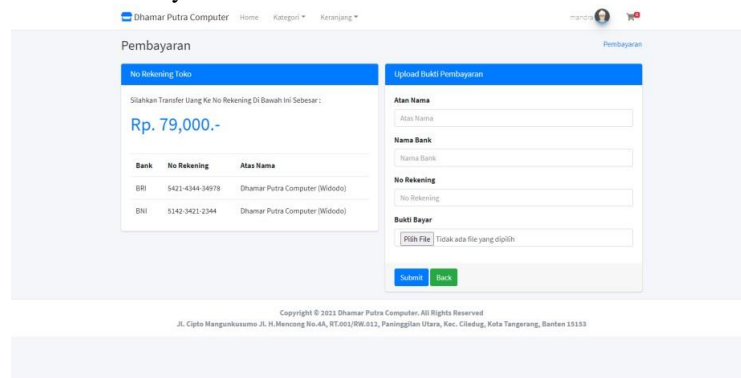 Dhamar Putra Computer Home Kategori Keranjang mandra
Pembayaran
Pembayaran
No Rekening Toko
Silahkan Transfer Uang Ke No Rekening Di Bawah Ini Sebesar :
Rp. 79,000.-
Bank No Rekening Atas Nama
BRI 5421-4344-34978 Dhamar Putra Computer (Widodo)
BNI 5142-3421-2344 Dhamar Putra Computer (Widodo)
Upload Bukti Pembayaran
Atan Nama
Atas Nama
Nama Bank
Nama Bank
No Rekening
No Rekening
Bukti Bayar
Pilih File Tidak ada file yang dipilih
Submit Back
Copyright © 2021 Dhamar Putra Computer. All Rights Reserved
Jl. Cipto Mangunkusumo Jl. H.Mencong No.4A, RT.001/RW.012, Paninggilan Utara, Kec. Ciledug, Kota Tangerang, Banten 15153